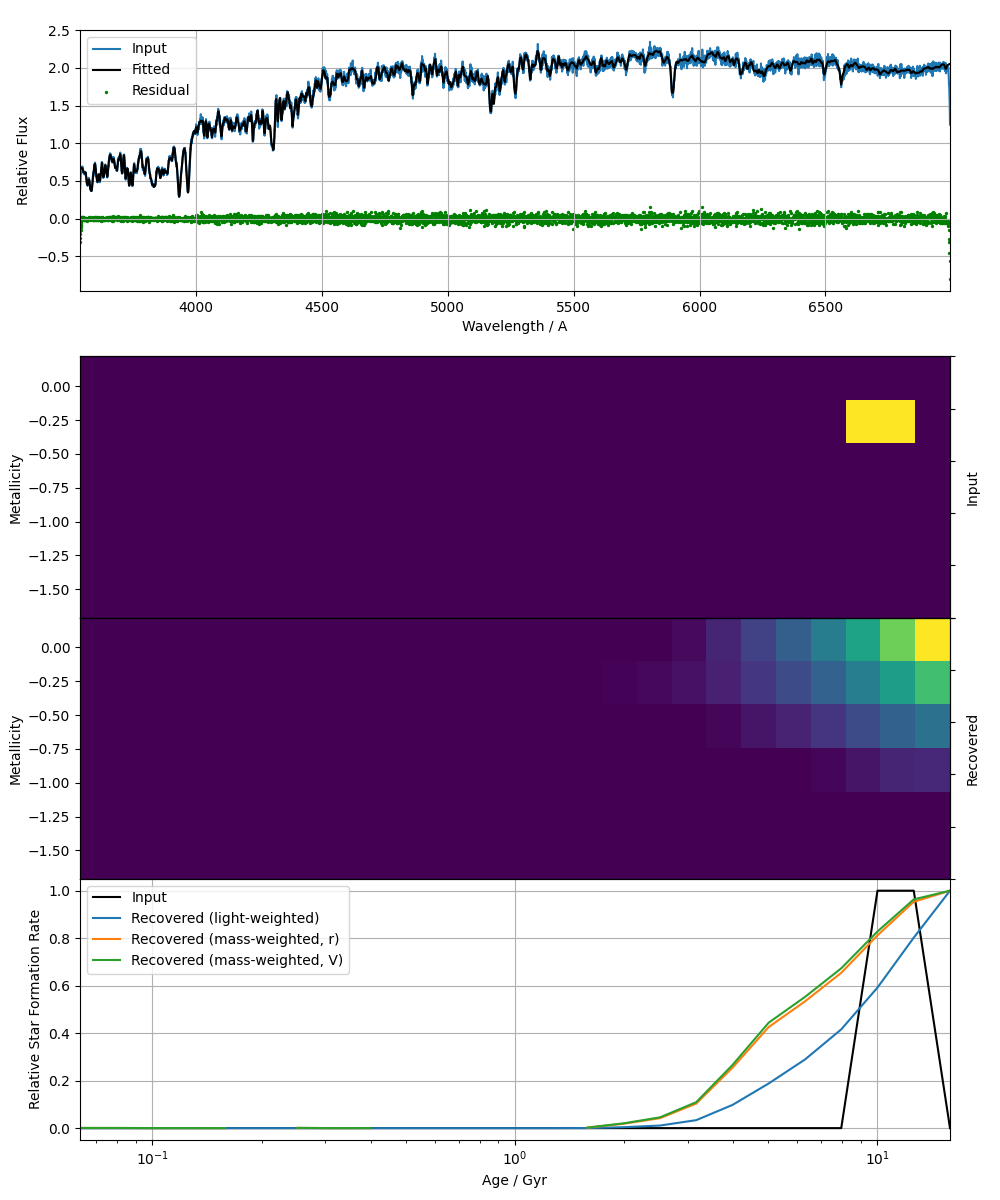 2.5
2.0
1.5
1.0
0.5
0.0
−0.5
Relative Flux
Input
Fitted
Residual
4000
4500
5000
5500
6000
6500
Wavelength / A
0.00
−0.25
−0.50
−0.75
−1.00
−1.25
−1.50
Metallicity
Input
0.00
−0.25
−0.50
−0.75
−1.00
−1.25
−1.50
Metallicity
Recovered
1.0
0.8
0.6
0.4
0.2
0.0
Relative Star Formation Rate
Input
Recovered (light-weighted)
Recovered (mass-weighted, r)
Recovered (mass-weighted, V)
10⁻¹
10⁰
10¹
Age / Gyr